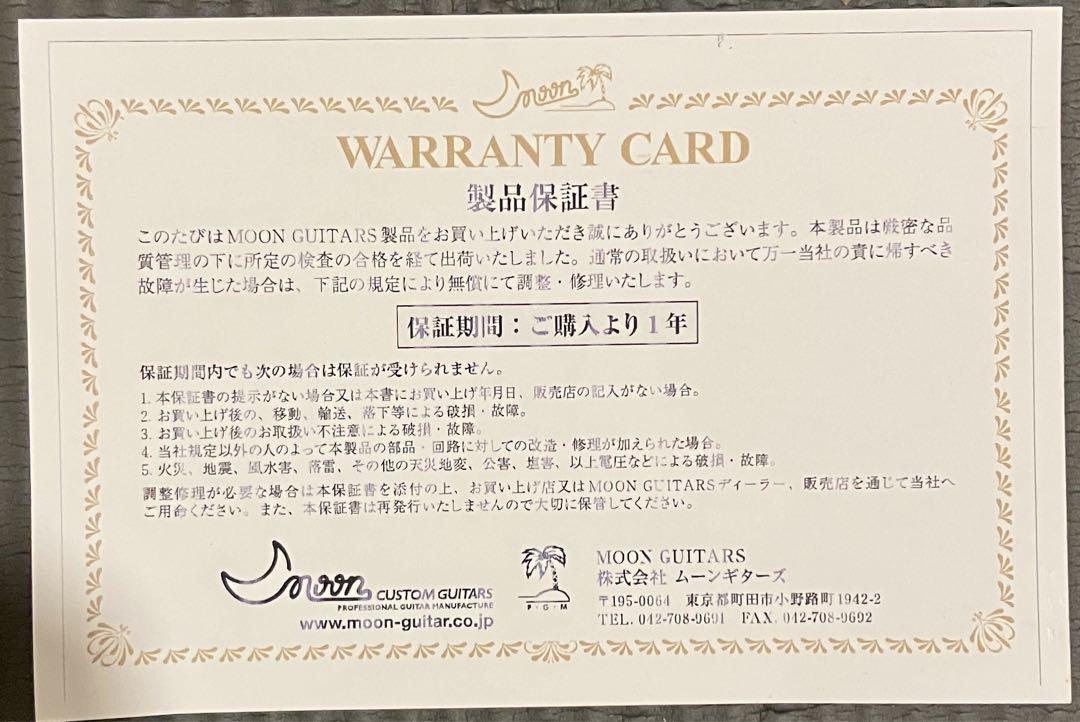 Moon
WARRANTY CARD
製品保証書
このたびはMOON GUITARS製品をお買い上げいただき誠にありがとうございます。本製品は厳密な品
質管理の下に所定の検査の合格を経て出荷いたしました。通常の取扱いにおいて万一当社の責に帰すべき
故障が生じた場合は、下記の規定により無償にて調整・修理いたします。
保証期間：ご購入より1年
保証期間内でも次の場合は保証が受けられません。
1. 本保証書の提示がない場合又は本書にお買い上げ年月日、販売店の記入がない場合。
2. お買い上げ後の、移動、輸送、落下等による破損・故障。
3. お買い上げ後のお取扱い不注意による破損・故障。
4. 当社規定以外の人のよって本製品の部品・回路に対しての改造・修理が加えられた場合。
5. 火災、地震、風水害、落雷、その他の天災地変、公害、塩害、以上電圧などによる破損・故障。
調整修理が必要な場合は本保証書を添付の上、お買い上げ店又はMOON GUITARSディーラー、販売店を通じて当社へ
ご用命ください。また、本保証書は再発行いたしませんので大切に保管してください。
Moon CUSTOM GUITARS
PROFESSIONAL GUITAR MANUFACTURE
www.moon-guitar.co.jp
P・G・M
MOON GUITARS
株式会社 ムーンギターズ
〒195-0064 東京都町田市小野路町1942-2
TEL. 042-708-9691 FAX. 042-708-9692